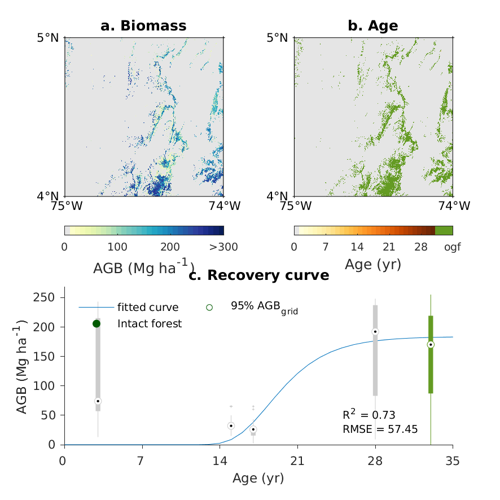 a. Biomass
b. Age
5°N
5°N
4°N
4°N
75°W
74°W
75°W
74°W
0 100 200 >300
AGB (Mg ha⁻¹)
0 7 14 21 28 ogf
Age (yr)
c. Recovery curve
AGB (Mg ha⁻¹)
250
200
150
100
50
0
fitted curve
Intact forest
95% AGB_grid
R² = 0.73
RMSE = 57.45
0 7 14 21 28 35
Age (yr)